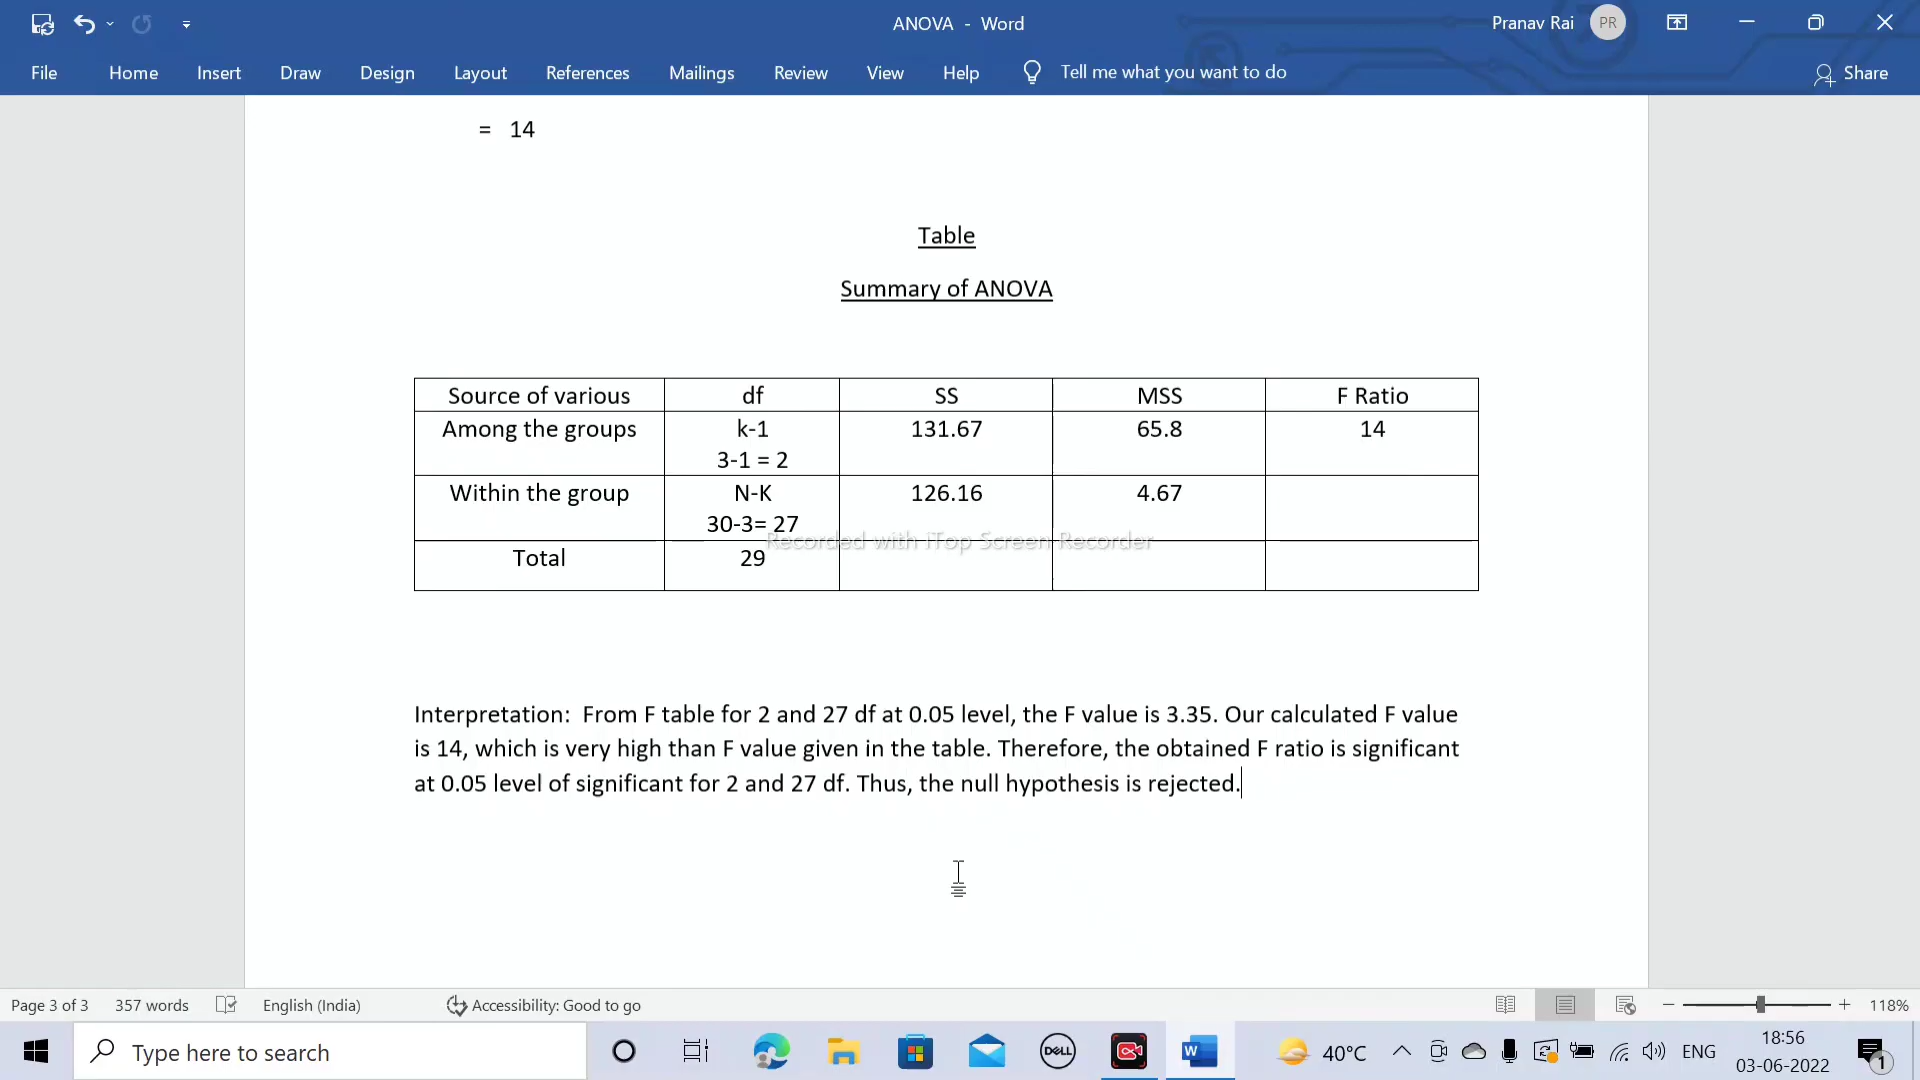 ANOVA - Word
Pranav Rai PR
File Home Insert Draw Design Layout References Mailings Review View Help Tell me what you want to do Share
= 14
Table
Summary of ANOVA
Source of various df SS MSS F Ratio
Among the groups k-1 131.67 65.8 14
3-1 = 2
Within the group N-K 126.16 4.67
30-3= 27
Recorded with iTop Screen Recorder
Total 29
Interpretation: From F table for 2 and 27 df at 0.05 level, the F value is 3.35. Our calculated F value
is 14, which is very high than F value given in the table. Therefore, the obtained F ratio is significant
at 0.05 level of significant for 2 and 27 df. Thus, the null hypothesis is rejected.
Page 3 of 3 357 words English (India) Accessibility: Good to go 118%
Type here to search DELL W 40°C ENG 18:56
03-06-2022 1